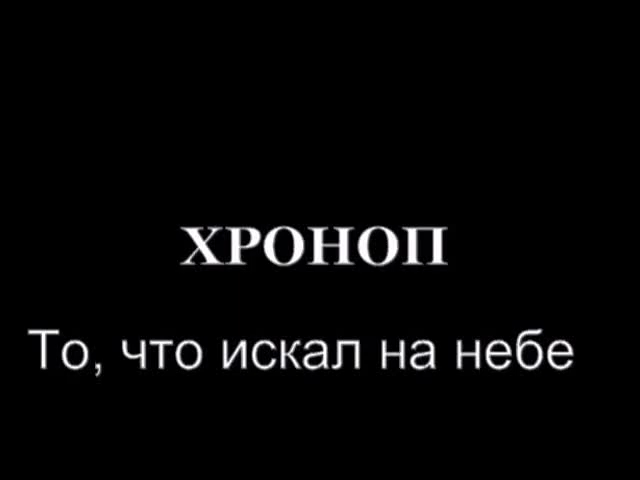 ХРОНОП
То, что искал на небе